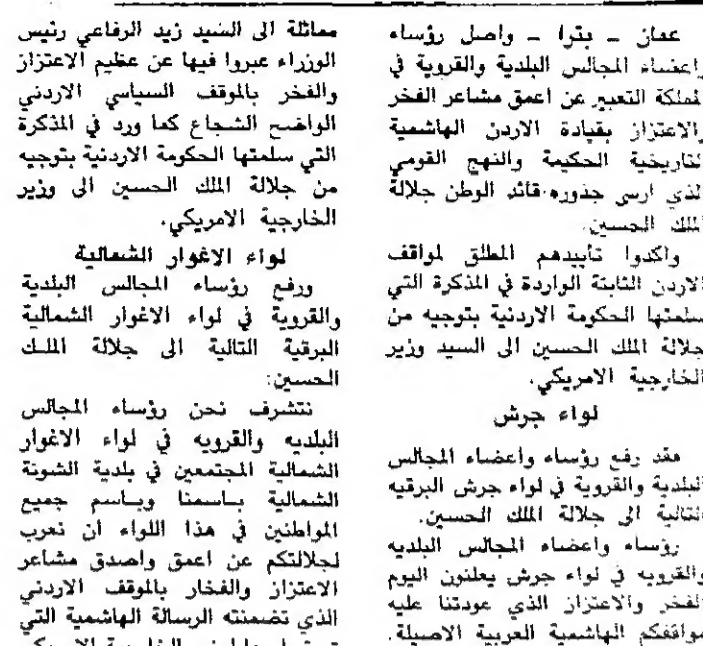 عمان – بترا – واصل رؤساء
واعضاء المجالس البلدية والقروية في
المملكة التعبير عن اعمق مشاعر الفخر
والاعتزاز بقيادة الاردن الهاشمية
التاريخية الحكيمة والنهج القومي
الذي ارسى جذوره قائد الوطن جلالة
الملك الحسين.
واكدوا تأييدهم المطلق لمواقف
الاردن الثابتة الواردة في المذكرة التي
سلمتها الحكومة الاردنية بتوجيه من
جلالة الملك الحسين الى السيد وزير
الخارجية الامريكي.
لواء جرش
فقد رفع رؤساء واعضاء المجالس
البلدية والقروية في لواء جرش البرقيه
التالية الى جلالة الملك الحسين.
رؤساء واعضاء المجالس البلديه
والقرويه في لواء جرش يعلنون اليوم
الفخر والاعتزاز الذي عودتنا عليه
مواقفكم الهاشمية العربية الاصيلة.
مماثلة الى السيد زيد الرفاعي رئيس
الوزراء عبروا فيها عن عظيم الاعتزاز
والفخر بالموقف السياسي الاردني
الواضح الشجاع كما ورد في المذكرة
التي سلمتها الحكومة الاردنية بتوجيه
من جلالة الملك الحسين الى وزير
الخارجية الامريكي.
لواء الاغوار الشمالية
ورفع رؤساء المجالس البلدية
والقروية في لواء الاغوار الشمالية
البرقية التالية الى جلالة الملك
الحسين:
نتشرف نحن رؤساء المجالس
البلديه والقرويه في لواء الاغوار
الشمالية المجتمعين في بلدية الشونة
الشمالية باسمنا وباسم جميع
المواطنين في هذا اللواء ان نعرب
لجلالتكم عن اعمق واصدق مشاعر
الاعتزاز والفخار بالموقف الاردني
الذي تضمنته الرسالة الهاشمية التي